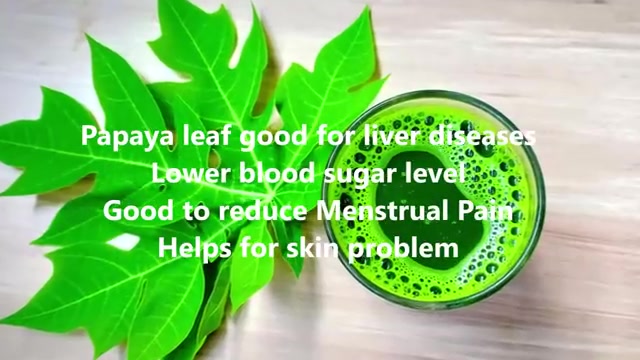 Papaya leaf good for liver diseases
Lower blood sugar level
Good to reduce Menstrual Pain
Helps for skin problem